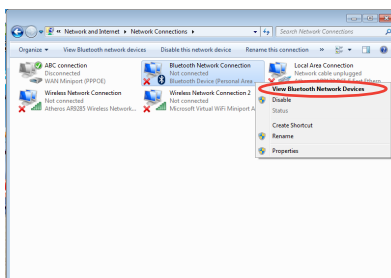 « Network and Internet ▸ Network Connections ▸
Search Network Connections
Organize ▾ View Bluetooth network devices Disable this network device Rename this connection »
ABC connection
Disconnected
WAN Miniport (PPPOE)
Bluetooth Network Connection
Not connected
Bluetooth Device (Personal Area ...
Local Area Connection
Network cable unplugged
Wireless Network Connection
Not connected
Atheros AR9285 Wireless Network...
Wireless Network Connection 2
Not connected
Microsoft Virtual WiFi Miniport A
View Bluetooth Network Devices
Disable
Status
Create Shortcut
Rename
Properties